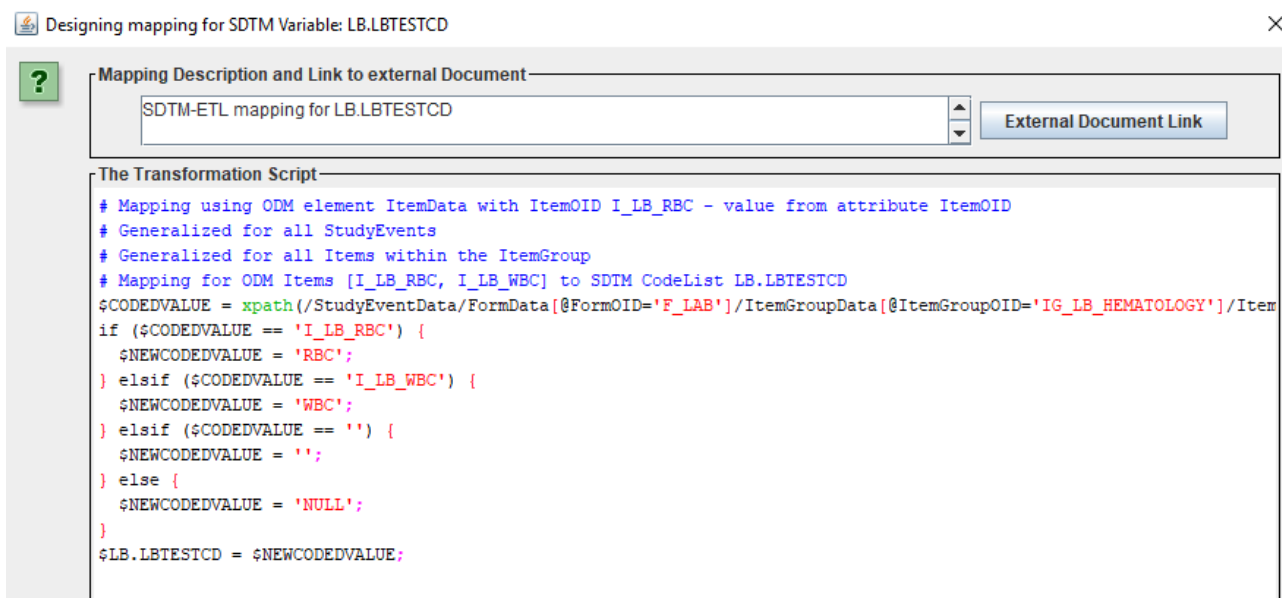 Designing mapping for SDTM Variable: LB.LBTESTCD
?
Mapping Description and Link to external Document
SDTM-ETL mapping for LB.LBTESTCD
External Document Link
The Transformation Script
# Mapping using ODM element ItemData with ItemOID I_LB_RBC - value from attribute ItemOID
# Generalized for all StudyEvents
# Generalized for all Items within the ItemGroup
# Mapping for ODM Items [I_LB_RBC, I_LB_WBC] to SDTM CodeList LB.LBTESTCD
$CODEDVALUE = xpath(/StudyEventData/FormData[@FormOID='F_LAB']/ItemGroupData[@ItemGroupOID='IG_LB_HEMATOLOGY']/Item
if ($CODEDVALUE == 'I_LB_RBC') {
  $NEWCODEDVALUE = 'RBC';
} elsif ($CODEDVALUE == 'I_LB_WBC') {
  $NEWCODEDVALUE = 'WBC';
} elsif ($CODEDVALUE == '') {
  $NEWCODEDVALUE = '';
} else {
  $NEWCODEDVALUE = 'NULL';
}
$LB.LBTESTCD = $NEWCODEDVALUE;